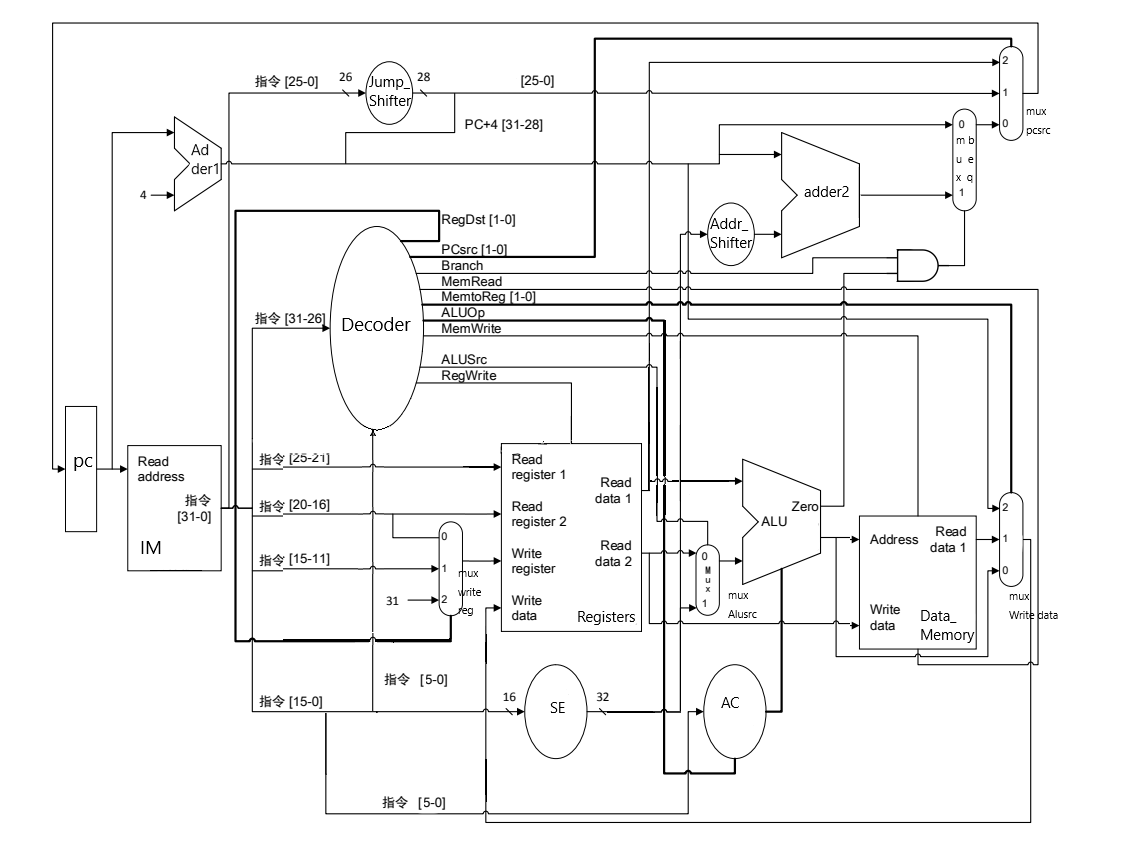 指令 [25-0]
26
Jump_
Shifter
28
[25-0]
2
1
0
mux
pcsrc
PC+4 [31-28]
Ad
der1
4
0
m b
u e
x q
1
adder2
Addr_
Shifter
RegDst [1-0]
PCsrc [1-0]
Branch
MemRead
MemtoReg [1-0]
ALUOp
MemWrite
ALUSrc
RegWrite
指令 [31-26]
Decoder
pc
Read
address
指令
[31-0]
IM
指令 [25-21]
指令 [20-16]
指令 [15-11]
31
0
1
2
mux
write
reg
Read
register 1
Read
register 2
Write
register
Write
data
Read
data 1
Read
data 2
Registers
0
M
u
x
1
mux
Alusrc
Zero
ALU
Address
Read
data 1
Write
data
Data_
Memory
2
1
0
mux
Write data
指令 [5-0]
指令 [15-0]
16
SE
32
AC
指令 [5-0]